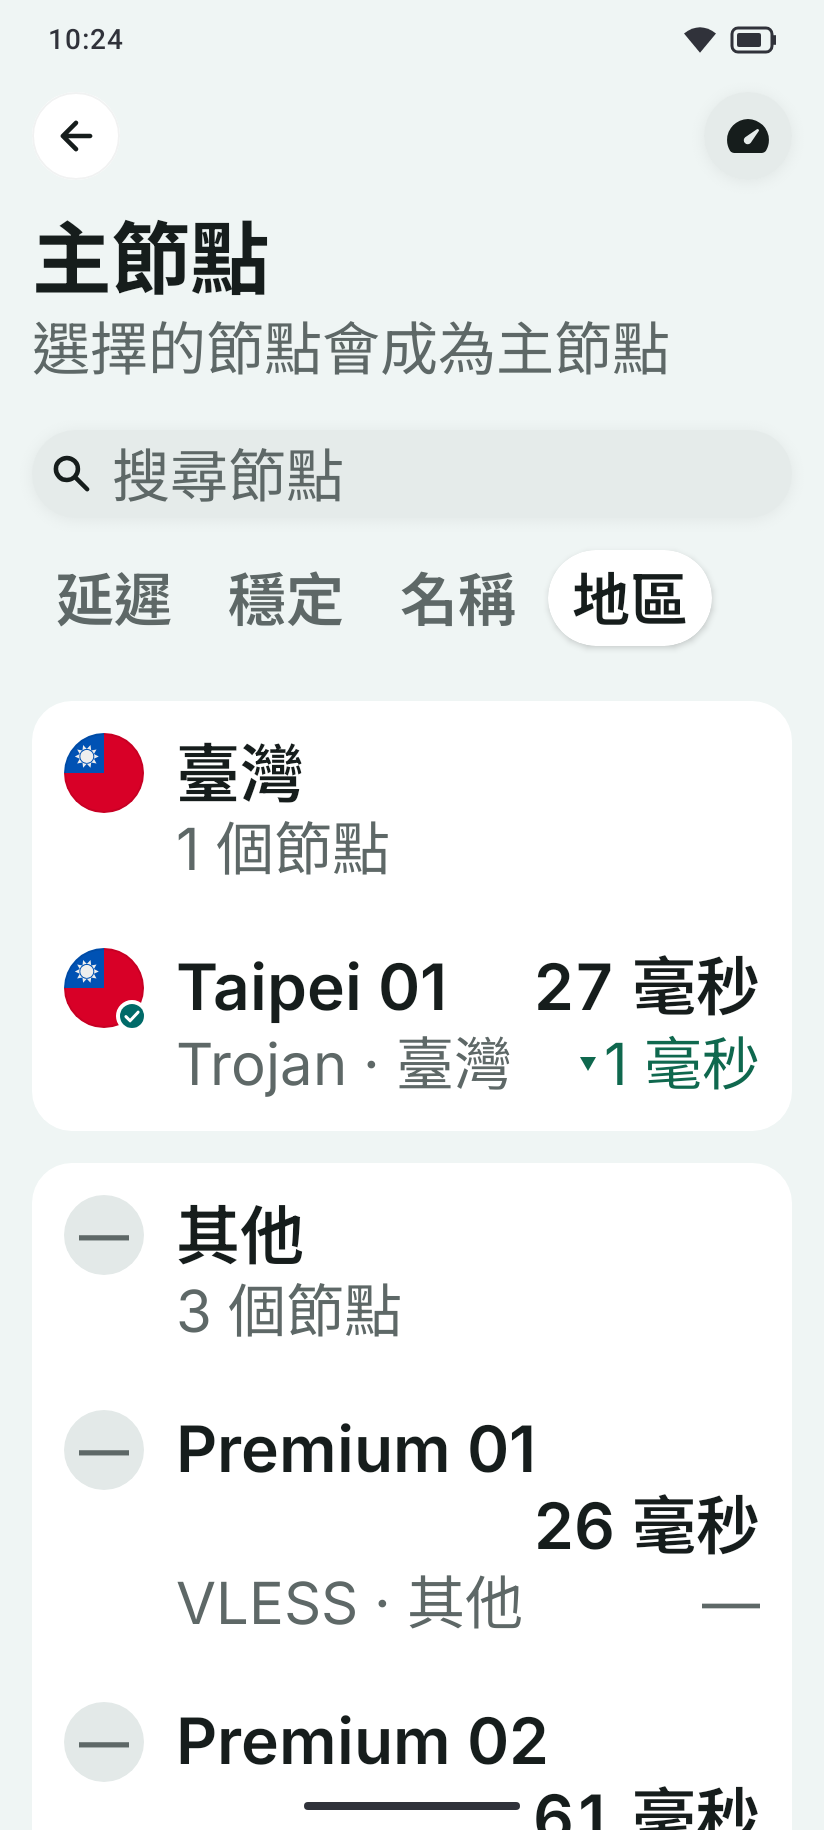 10:24
主節點
選擇的節點會成為主節點
搜尋節點
延遲 穩定 名稱 地區
臺灣
1 個節點
Taipei 01 27 毫秒
Trojan · 臺灣 ▼1 毫秒
其他
3 個節點
Premium 01
26 毫秒
VLESS · 其他 —
Premium 02
61 毫秒